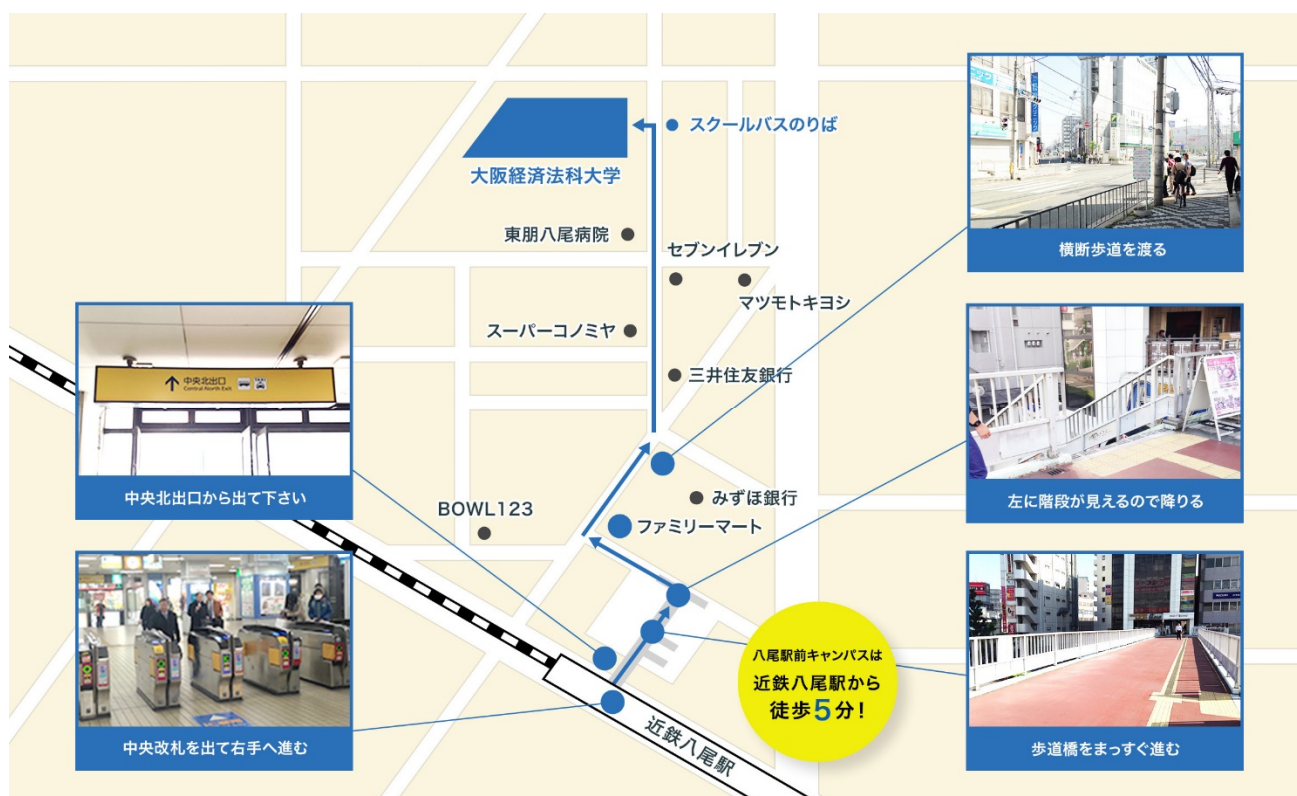 スクールバスのりば
大阪経済法科大学
東朋八尾病院
セブンイレブン
マツモトキヨシ
スーパーコノミヤ
三井住友銀行
BOWL123
みずほ銀行
ファミリーマート
中央北出口
Central North Exit
TAXI
中央北出口から出て下さい
中央改札を出て右手へ進む
横断歩道を渡る
左に階段が見えるので降りる
歩道橋をまっすぐ進む
八尾駅前キャンパスは
近鉄八尾駅から
徒歩5分!
近鉄八尾駅